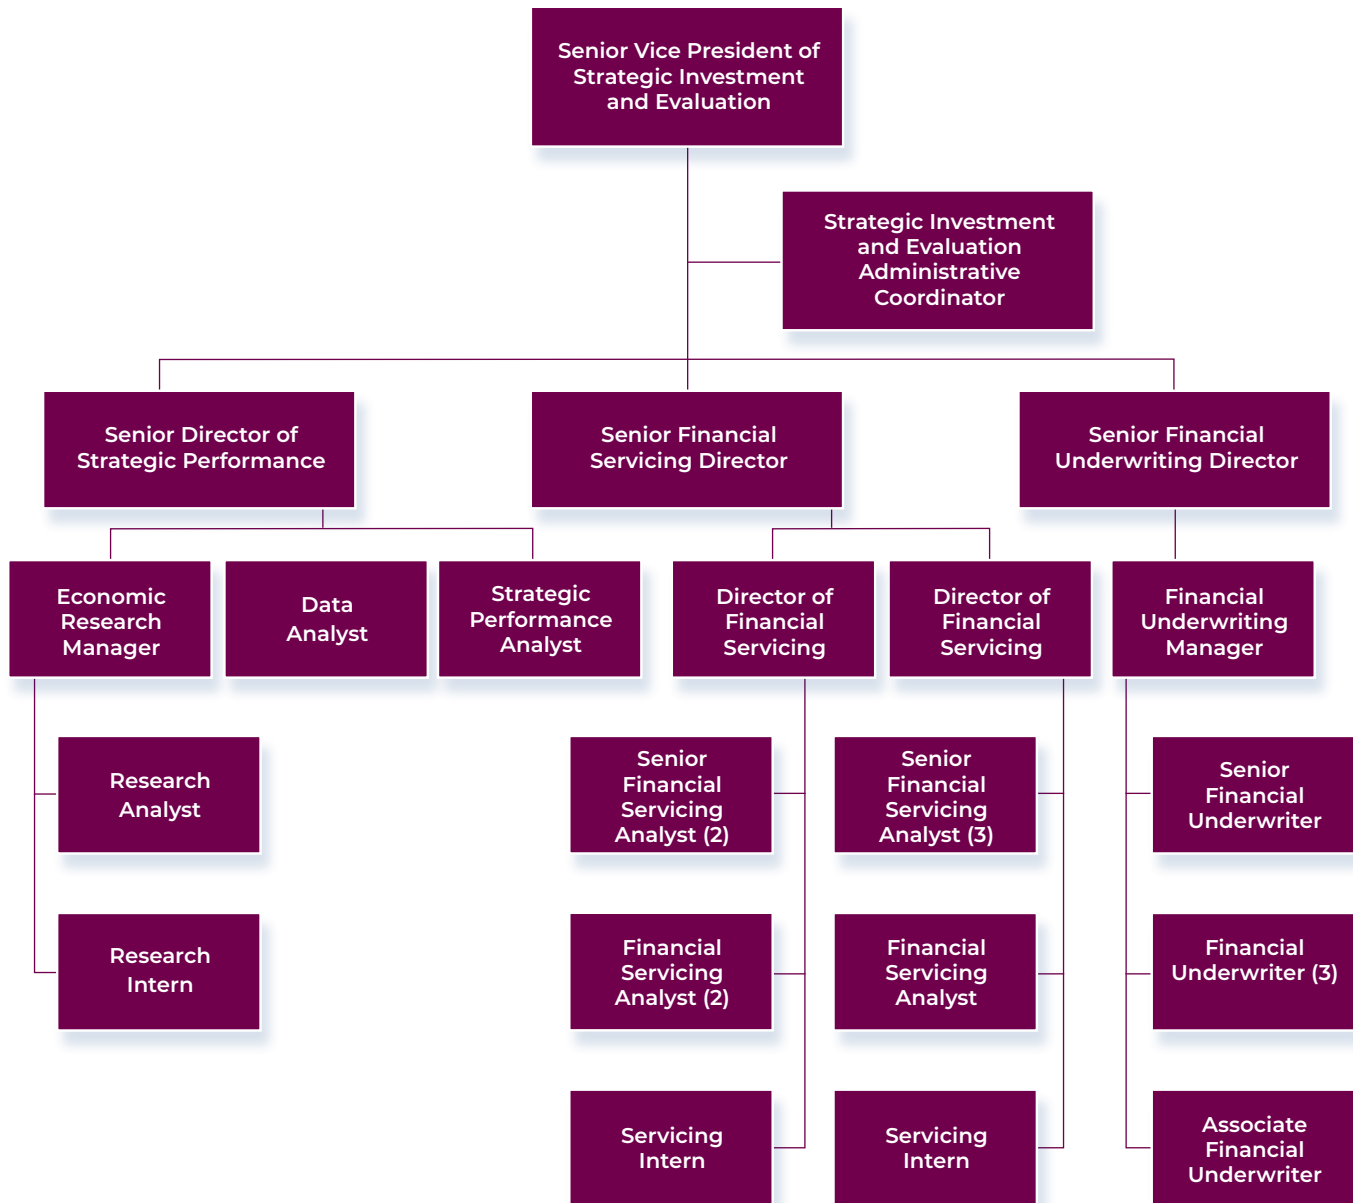 Senior Vice President of
Strategic Investment
and Evaluation
Strategic Investment
and Evaluation
Administrative
Coordinator
Senior Director of
Strategic Performance
Senior Financial
Servicing Director
Senior Financial
Underwriting Director
Economic
Research
Manager
Data
Analyst
Strategic
Performance
Analyst
Director of
Financial
Servicing
Director of
Financial
Servicing
Financial
Underwriting
Manager
Research
Analyst
Senior
Financial
Servicing
Analyst (2)
Senior
Financial
Servicing
Analyst (3)
Senior
Financial
Underwriter
Research
Intern
Financial
Servicing
Analyst (2)
Financial
Servicing
Analyst
Financial
Underwriter (3)
Servicing
Intern
Servicing
Intern
Associate
Financial
Underwriter